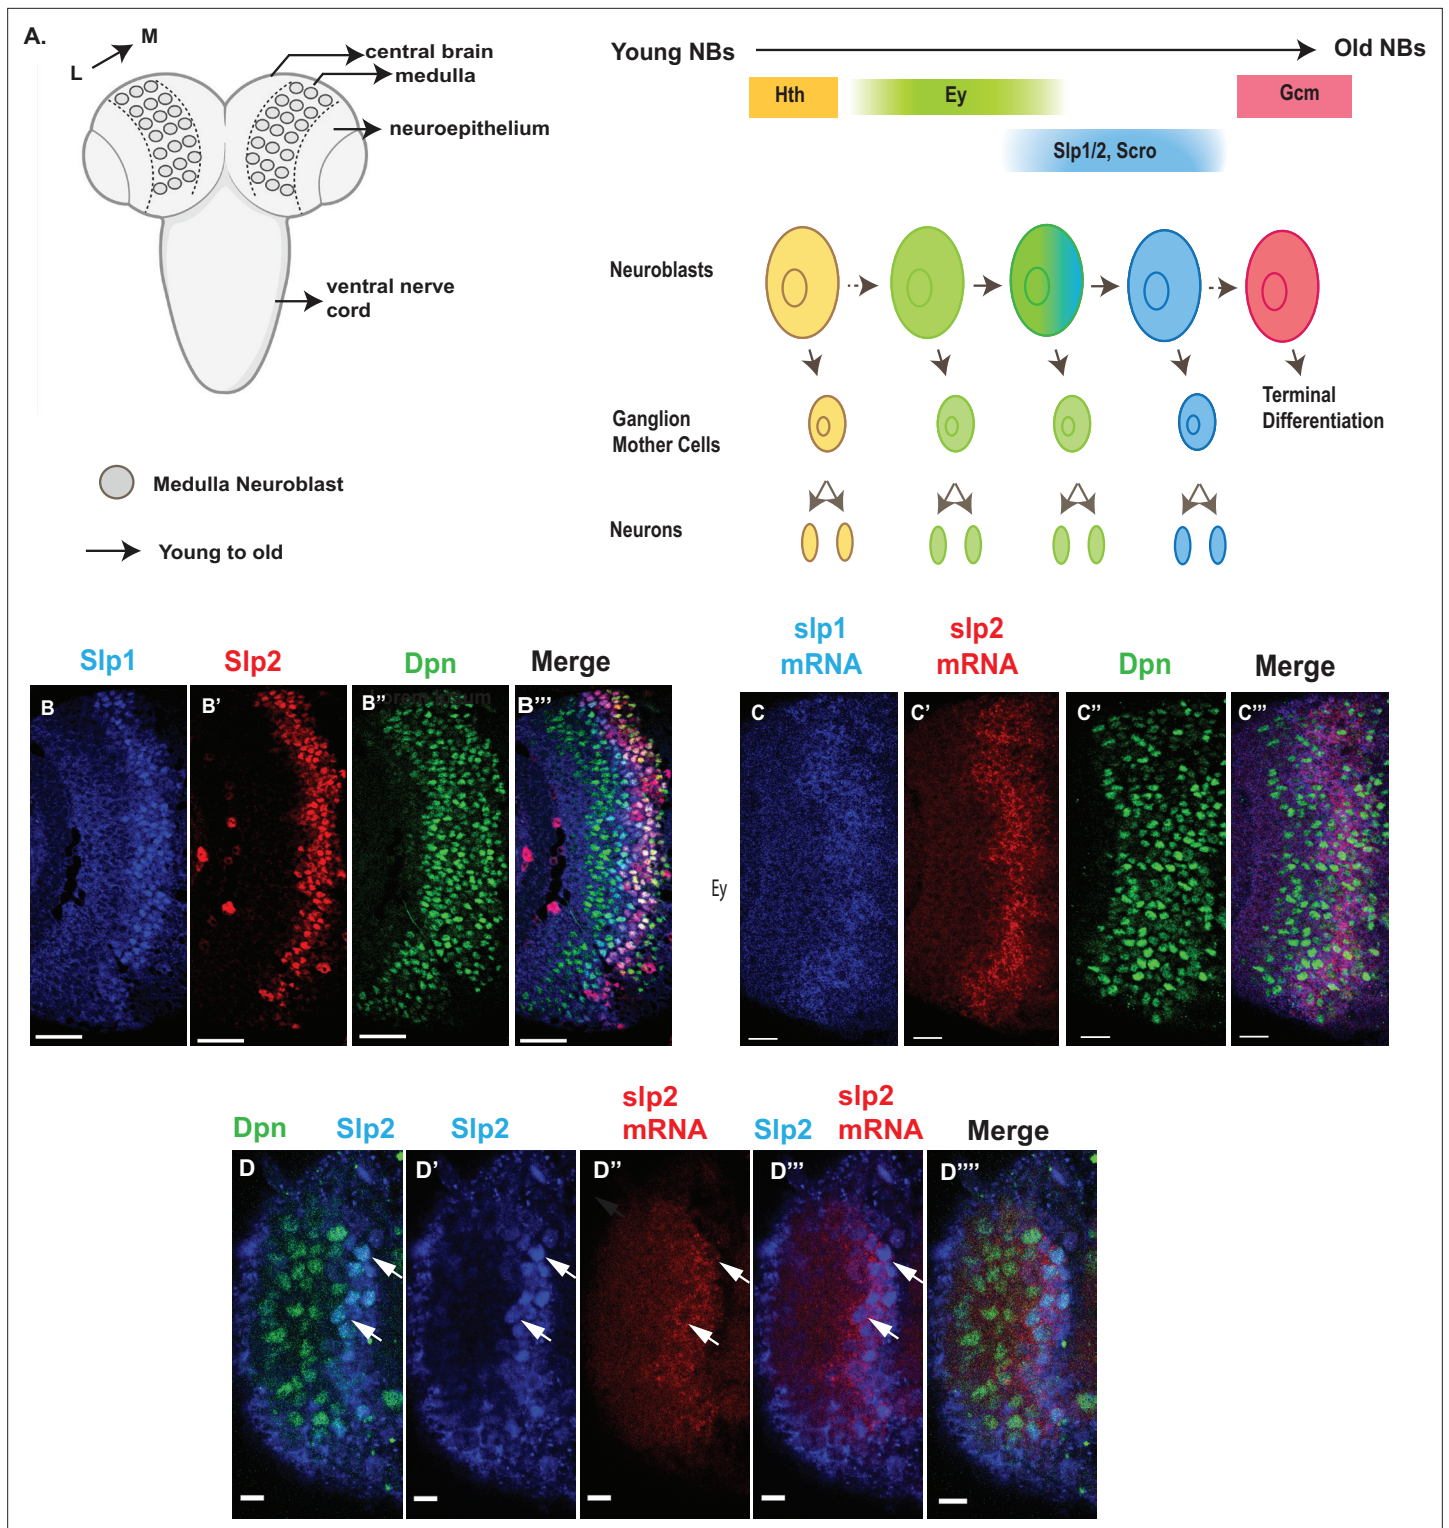 A.
M
L
central brain
medulla
neuroepithelium
ventral nerve
cord
Medulla Neuroblast
Young to old
Young NBs
Old NBs
Hth
Ey
Gcm
Slp1/2, Scro
Neuroblasts
Ganglion
Mother Cells
Terminal
Differentiation
Neurons
Slp1
Slp2
Dpn
Merge
B
B'
B''
B'''
slp1
mRNA
slp2
mRNA
Dpn
Merge
C
C'
C''
C'''
Ey
Dpn
Slp2
Slp2
slp2
mRNA
Slp2
slp2
mRNA
Merge
D
D'
D''
D'''
D''''